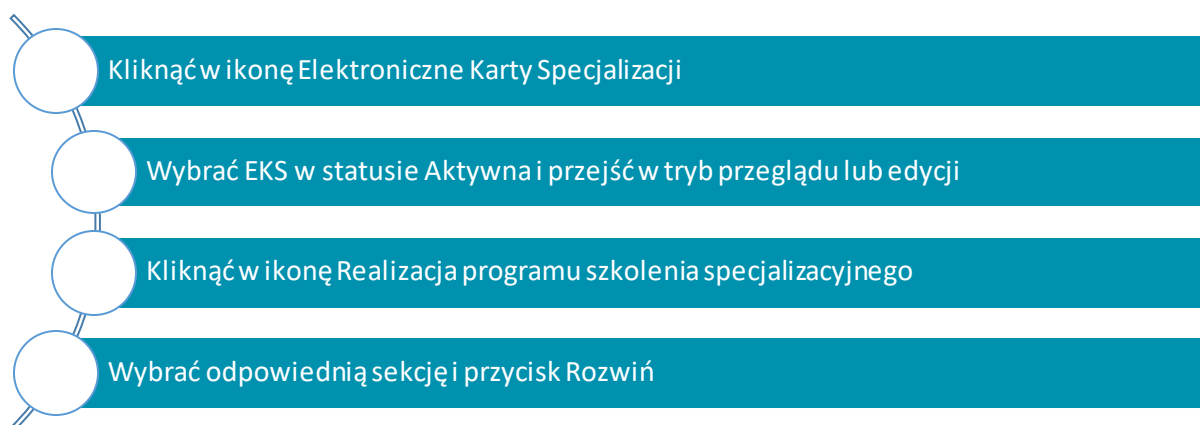 Kliknąć w ikonę Elektroniczne Karty Specjalizacji
Wybrać EKS w statusie Aktywna i przejść w tryb przeglądu lub edycji
Kliknąć w ikonę Realizacja programu szkolenia specjalizacyjnego
Wybrać odpowiednią sekcję i przycisk Rozwiń